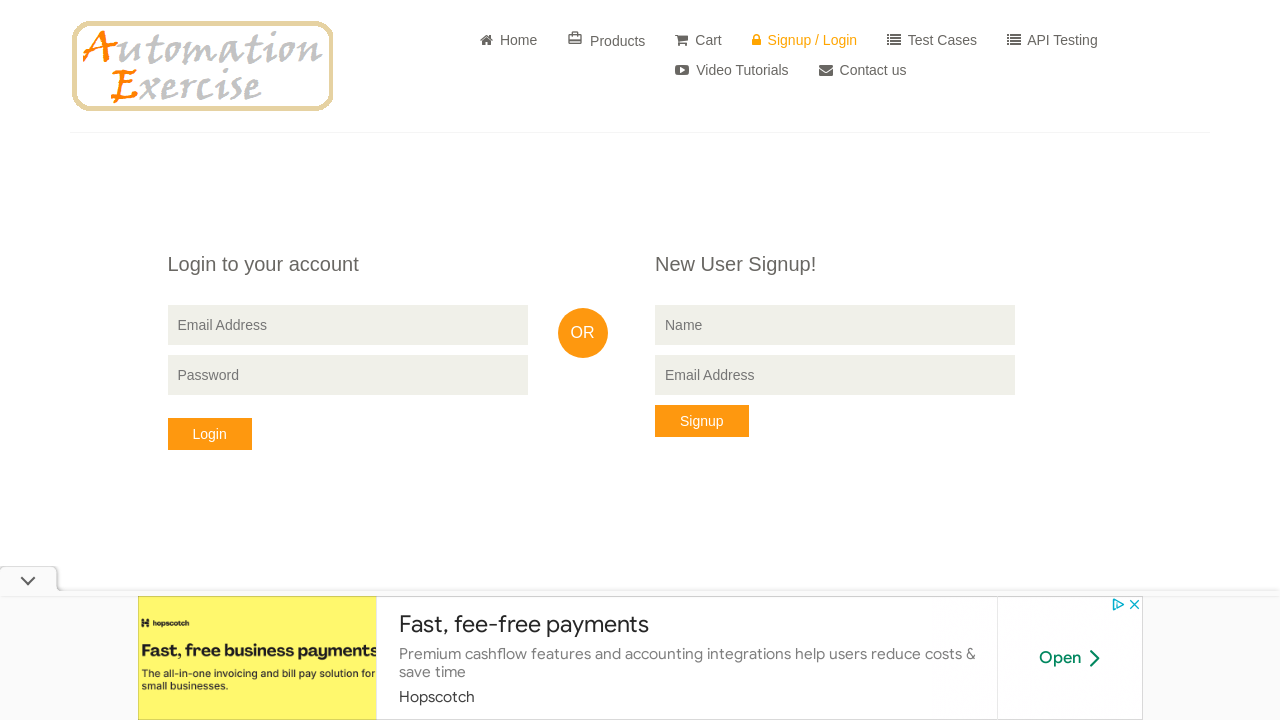 Automation
Exercise
Home
Products
Cart
Signup / Login
Test Cases
API Testing
Video Tutorials
Contact us
Login to your account
Email Address
Password
Login
OR
New User Signup!
Name
Email Address
Signup
hopscotch
Fast, free business payments
The all-in-one invoicing and bill pay solution for
small businesses.
Fast, fee-free payments
Premium cashflow features and accounting integrations help users reduce costs &
save time
Hopscotch
Open